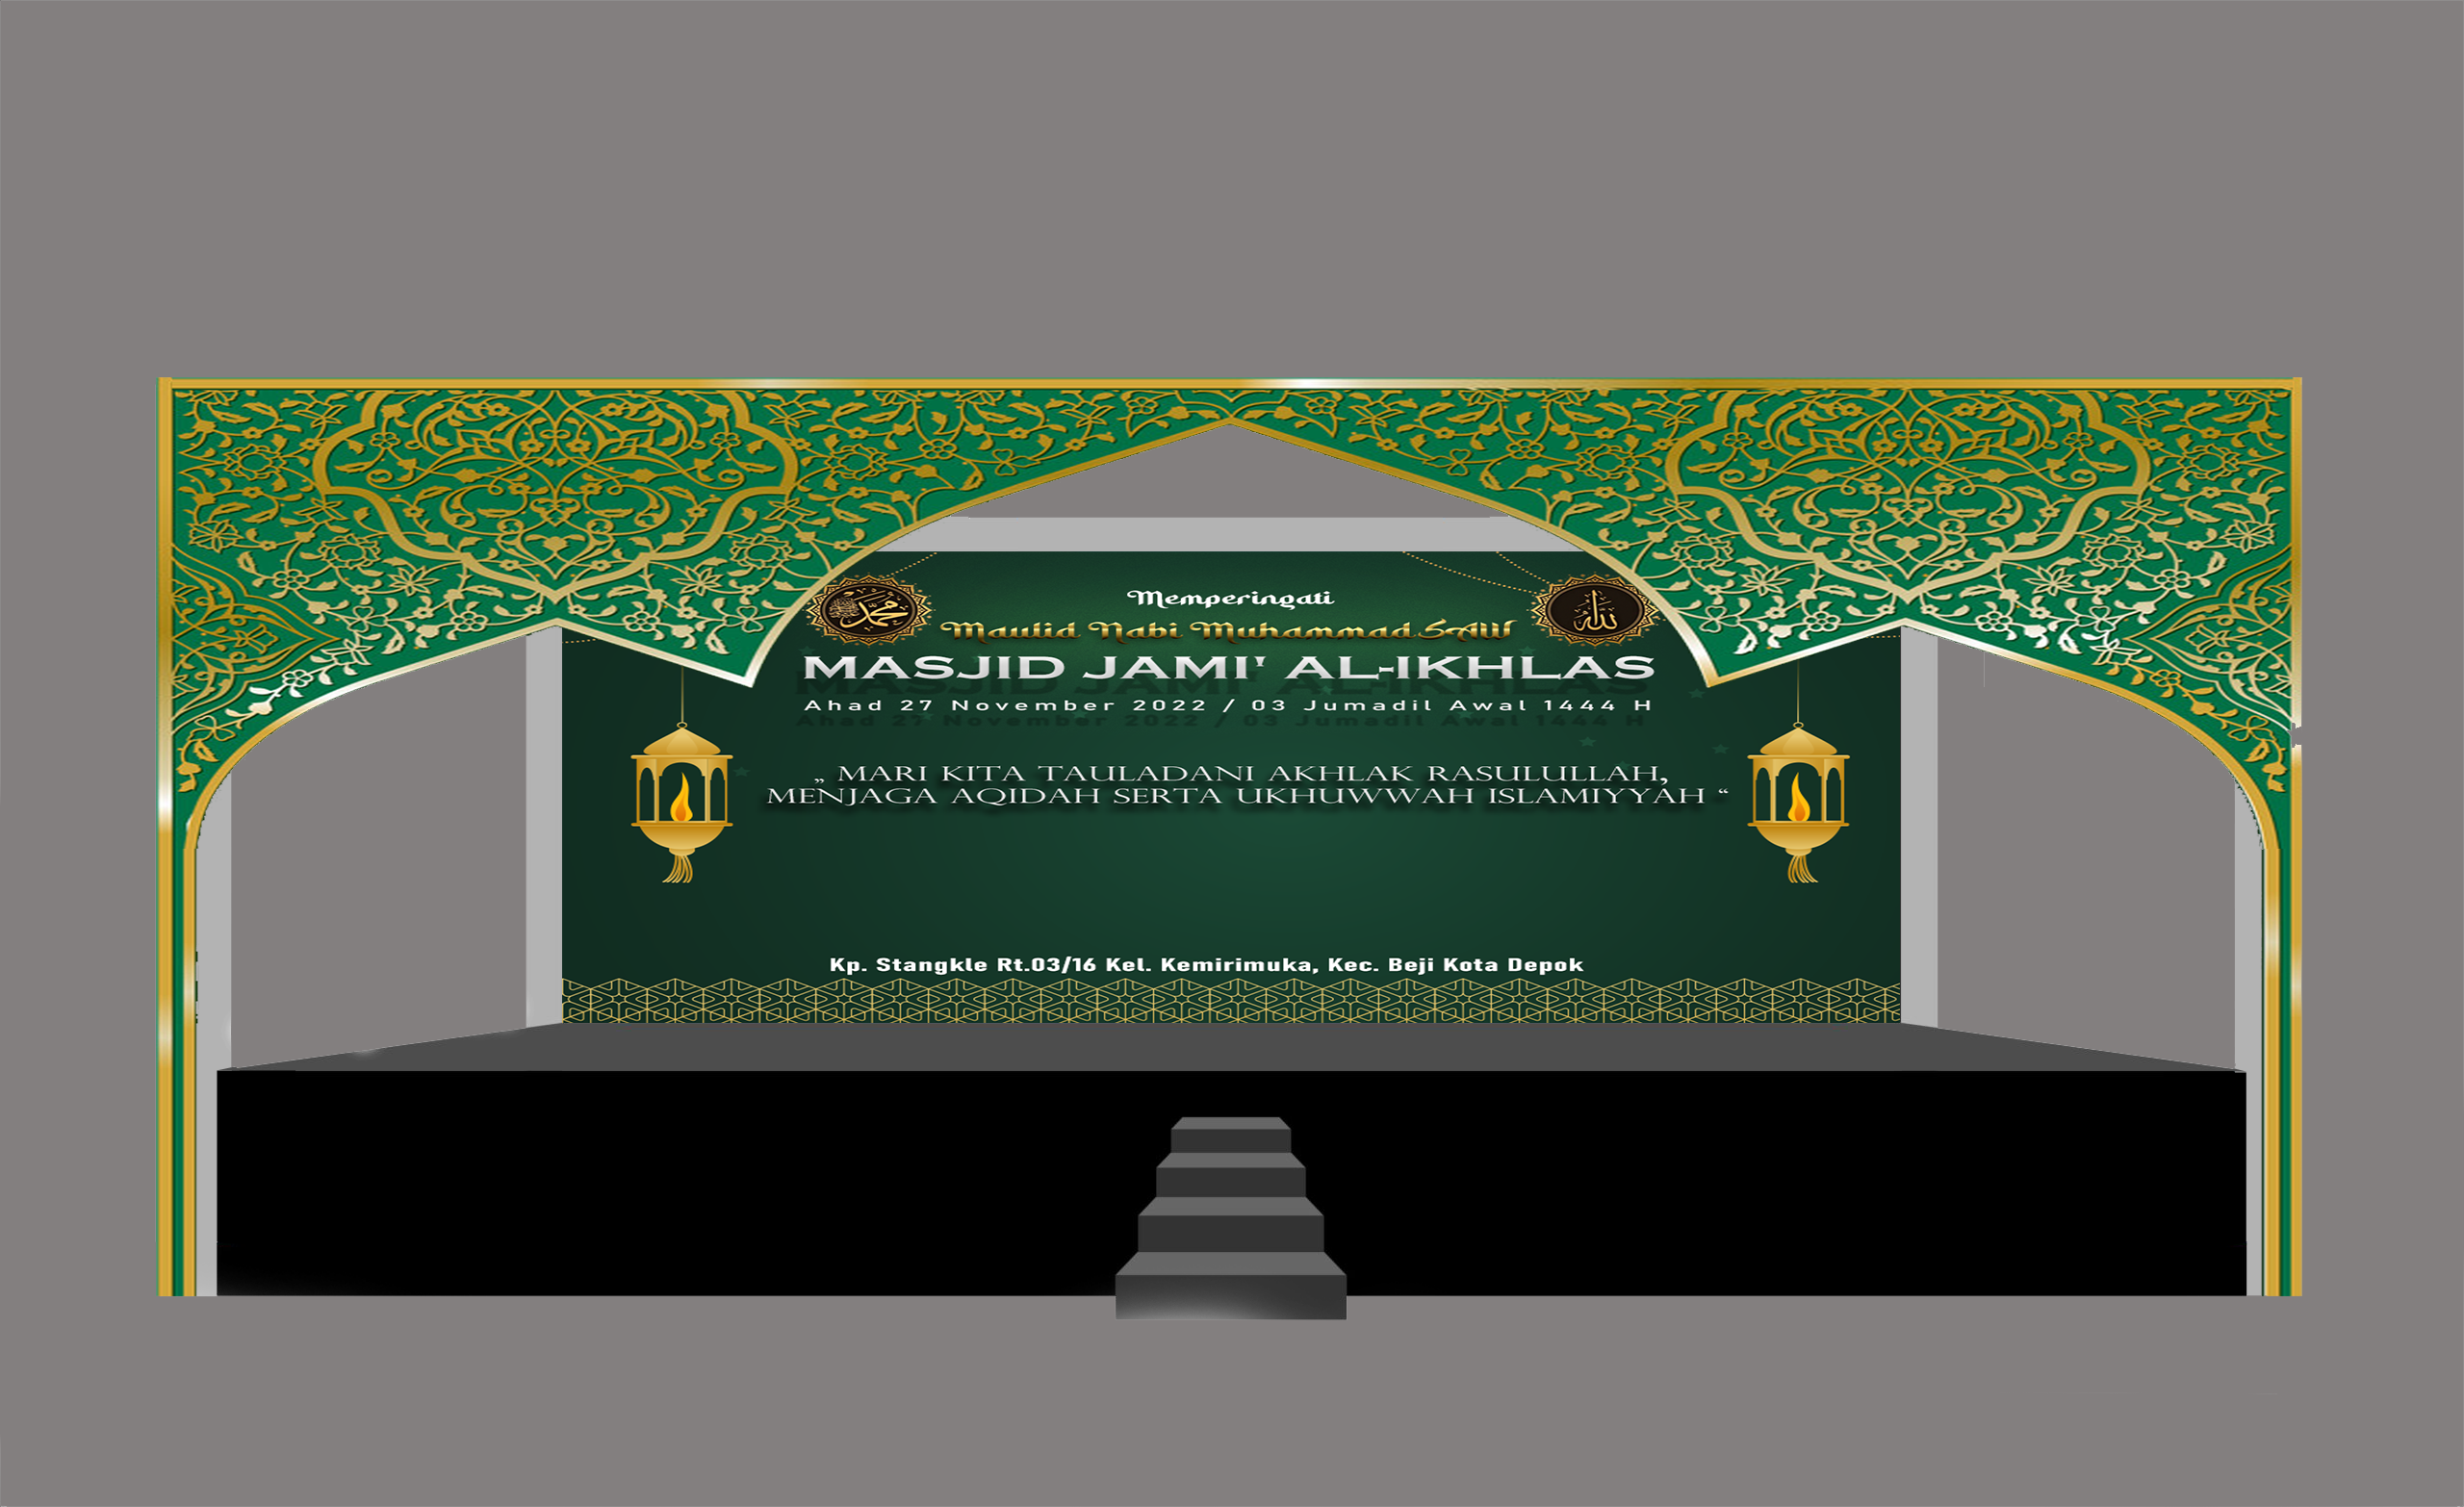 Memperingati
محمد
الله
Maulid Nabi Muhammad SAW
MASJID JAMI' AL-IKHLAS
Ahad 27 November 2022 / 03 Jumadil Awal 1444 H
„ MARI KITA TAULADANI AKHLAK RASULULLAH,
MENJAGA AQIDAH SERTA UKHUWWAH ISLAMIYYAH “
Kp. Stangkle Rt.03/16 Kel. Kemirimuka, Kec. Beji Kota Depok